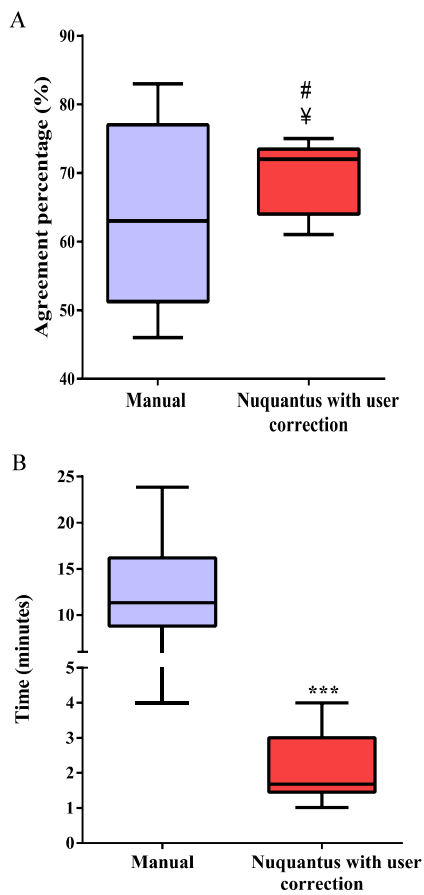 A
Agreement percentage (%)
90
80
70
60
50
40
#
¥
Manual
Nuquantus with user
correction
B
Time (minutes)
25
20
15
10
5
4
3
2
1
0
***
Manual
Nuquantus with user
correction